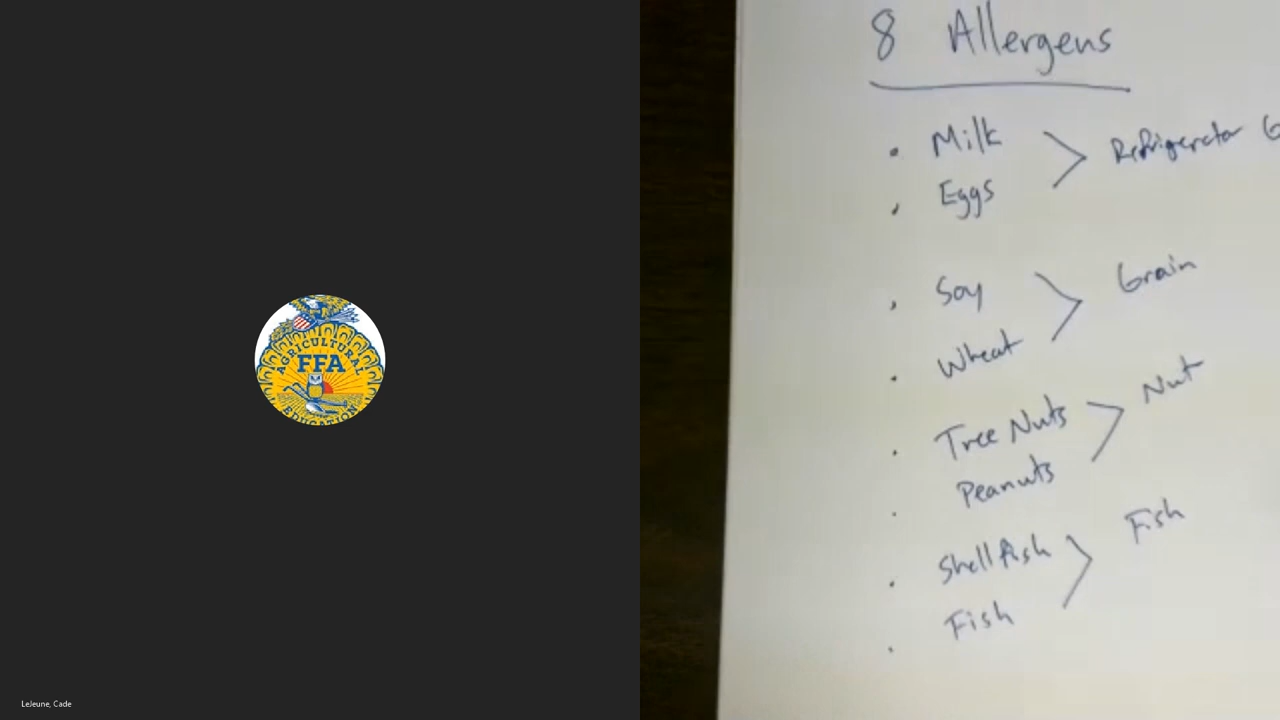 AGRICULTURAL
FFA
EDUCATION
LeJeune, Cade
8 Allergens
• Milk
• Eggs
Refrigerator
• Soy
• Wheat
Grain
• Tree Nuts
• Peanuts
Nut
• Shellfish
• Fish
Fish